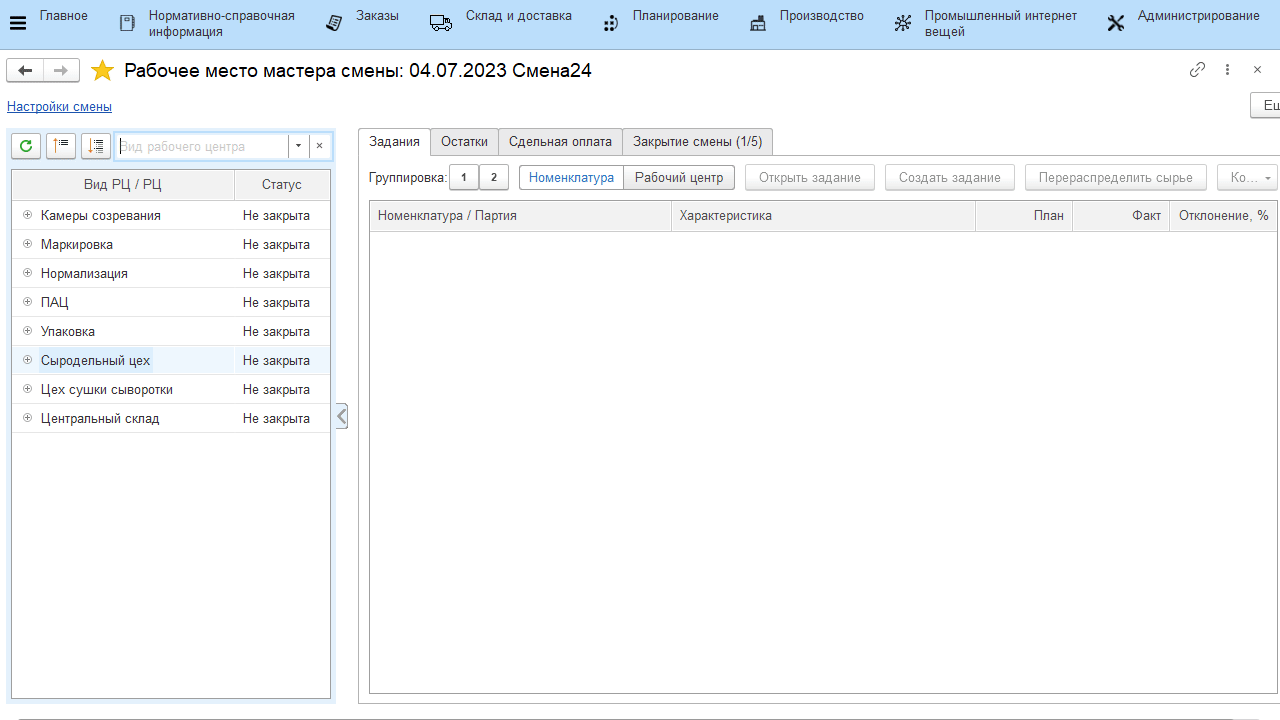 Главное
Нормативно-справочная
информация
Заказы
Склад и доставка
Планирование
Производство
Промышленный интернет
вещей
Администрирование
Рабочее место мастера смены: 04.07.2023 Смена24
Настройки смены
Вид рабочего центра
Вид РЦ / РЦ Статус
Камеры созревания Не закрыта
Маркировка Не закрыта
Нормализация Не закрыта
ПАЦ Не закрыта
Упаковка Не закрыта
Сыродельный цех Не закрыта
Цех сушки сыворотки Не закрыта
Центральный склад Не закрыта
Задания Остатки Сдельная оплата Закрытие смены (1/5)
Группировка: 1 2 Номенклатура Рабочий центр Открыть задание Создать задание Перераспределить сырье Ко...
Номенклатура / Партия Характеристика План Факт Отклонение, %